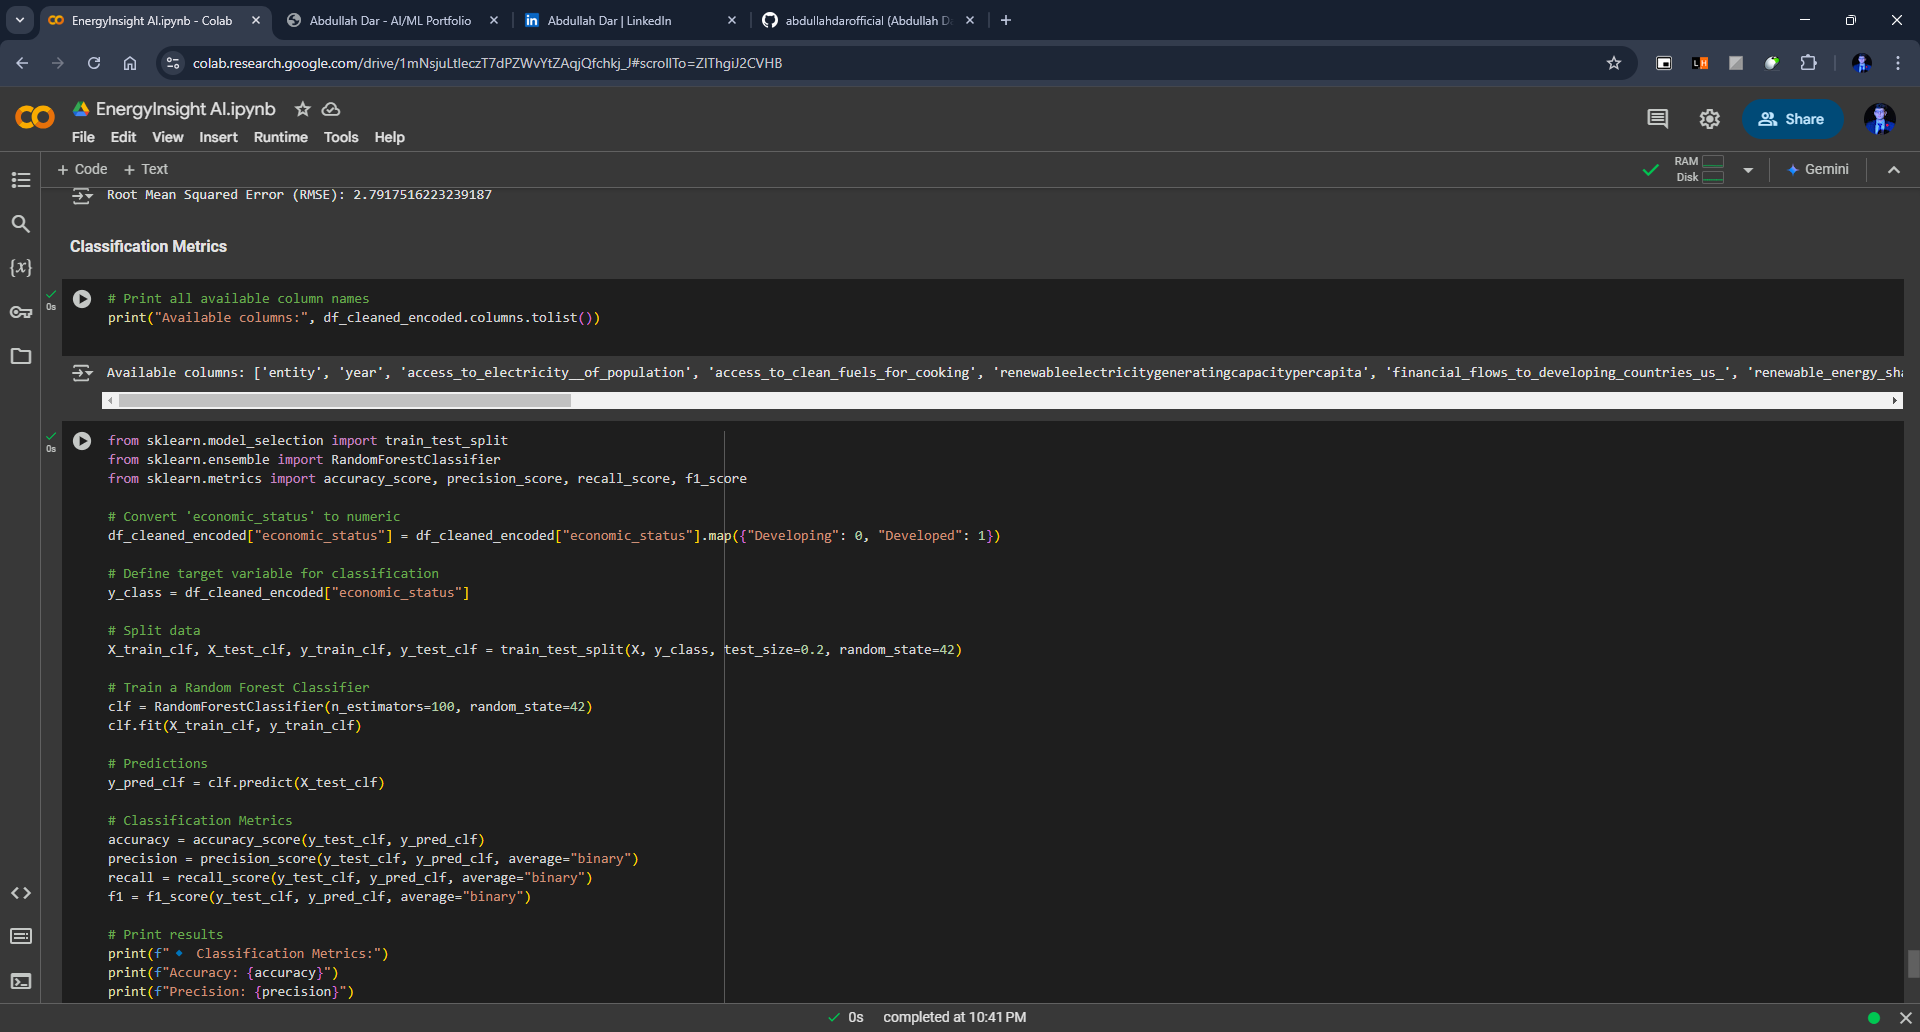 EnergyInsight AI.ipynb - Colab
Abdullah Dar - AI/ML Portfolio
Abdullah Dar | LinkedIn
abdullahdarofficial (Abdullah D
colab.research.google.com/drive/1mNsjuLtleczT7dPZWvYtZAqjQfchkj_J#scrollTo=ZIThgiJ2CVHB
EnergyInsight AI.ipynb
File Edit View Insert Runtime Tools Help
Share
+ Code + Text
RAM
Disk
Gemini
Root Mean Squared Error (RMSE): 2.7917516223239187
Classification Metrics
0s
# Print all available column names
print("Available columns:", df_cleaned_encoded.columns.tolist())
Available columns: ['entity', 'year', 'access_to_electricity__of_population', 'access_to_clean_fuels_for_cooking', 'renewableelectricitygeneratingcapacitypercapita', 'financial_flows_to_developing_countries_us_', 'renewable_energy_sha
0s
from sklearn.model_selection import train_test_split
from sklearn.ensemble import RandomForestClassifier
from sklearn.metrics import accuracy_score, precision_score, recall_score, f1_score
# Convert 'economic_status' to numeric
df_cleaned_encoded["economic_status"] = df_cleaned_encoded["economic_status"].map({"Developing": 0, "Developed": 1})
# Define target variable for classification
y_class = df_cleaned_encoded["economic_status"]
# Split data
X_train_clf, X_test_clf, y_train_clf, y_test_clf = train_test_split(X, y_class, test_size=0.2, random_state=42)
# Train a Random Forest Classifier
clf = RandomForestClassifier(n_estimators=100, random_state=42)
clf.fit(X_train_clf, y_train_clf)
# Predictions
y_pred_clf = clf.predict(X_test_clf)
# Classification Metrics
accuracy = accuracy_score(y_test_clf, y_pred_clf)
precision = precision_score(y_test_clf, y_pred_clf, average="binary")
recall = recall_score(y_test_clf, y_pred_clf, average="binary")
f1 = f1_score(y_test_clf, y_pred_clf, average="binary")
# Print results
print(f"🔹 Classification Metrics:")
print(f"Accuracy: {accuracy}")
print(f"Precision: {precision}")
0s completed at 10:41 PM